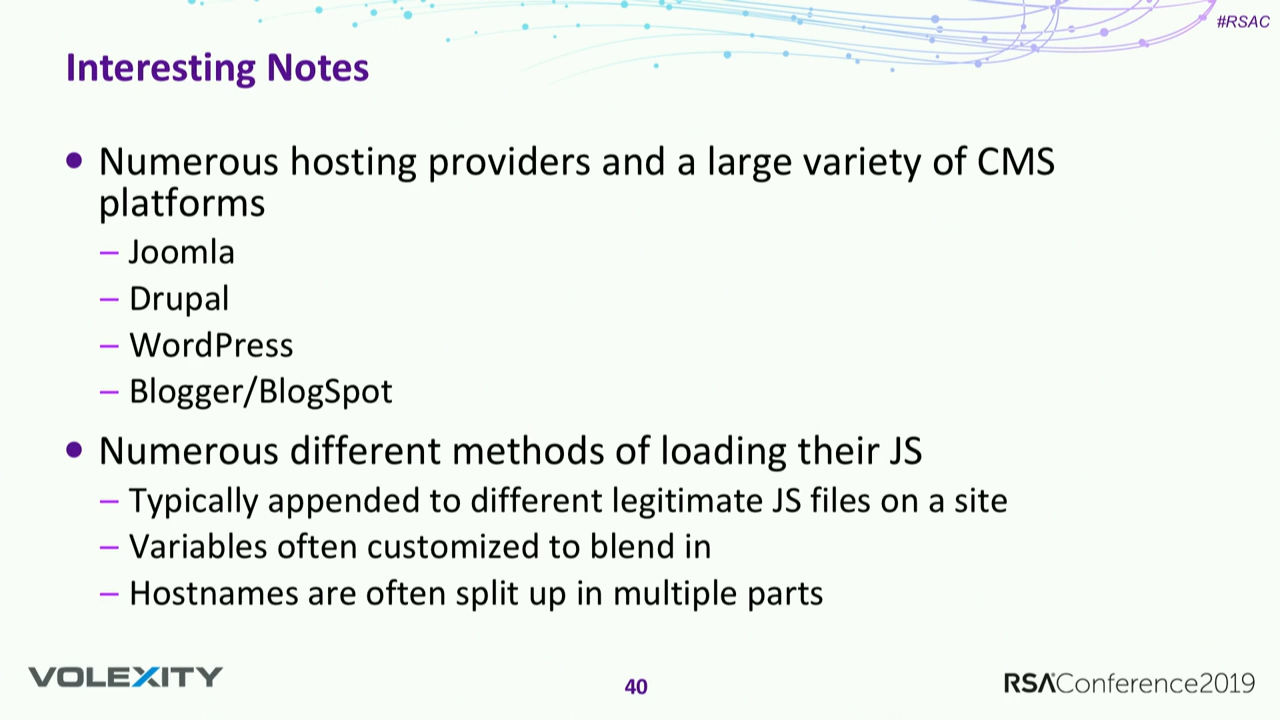 #RSAC
Interesting Notes
• Numerous hosting providers and a large variety of CMS
platforms
– Joomla
– Drupal
– WordPress
– Blogger/BlogSpot
• Numerous different methods of loading their JS
– Typically appended to different legitimate JS files on a site
– Variables often customized to blend in
– Hostnames are often split up in multiple parts
VOLEXITY
40
RSAConference2019